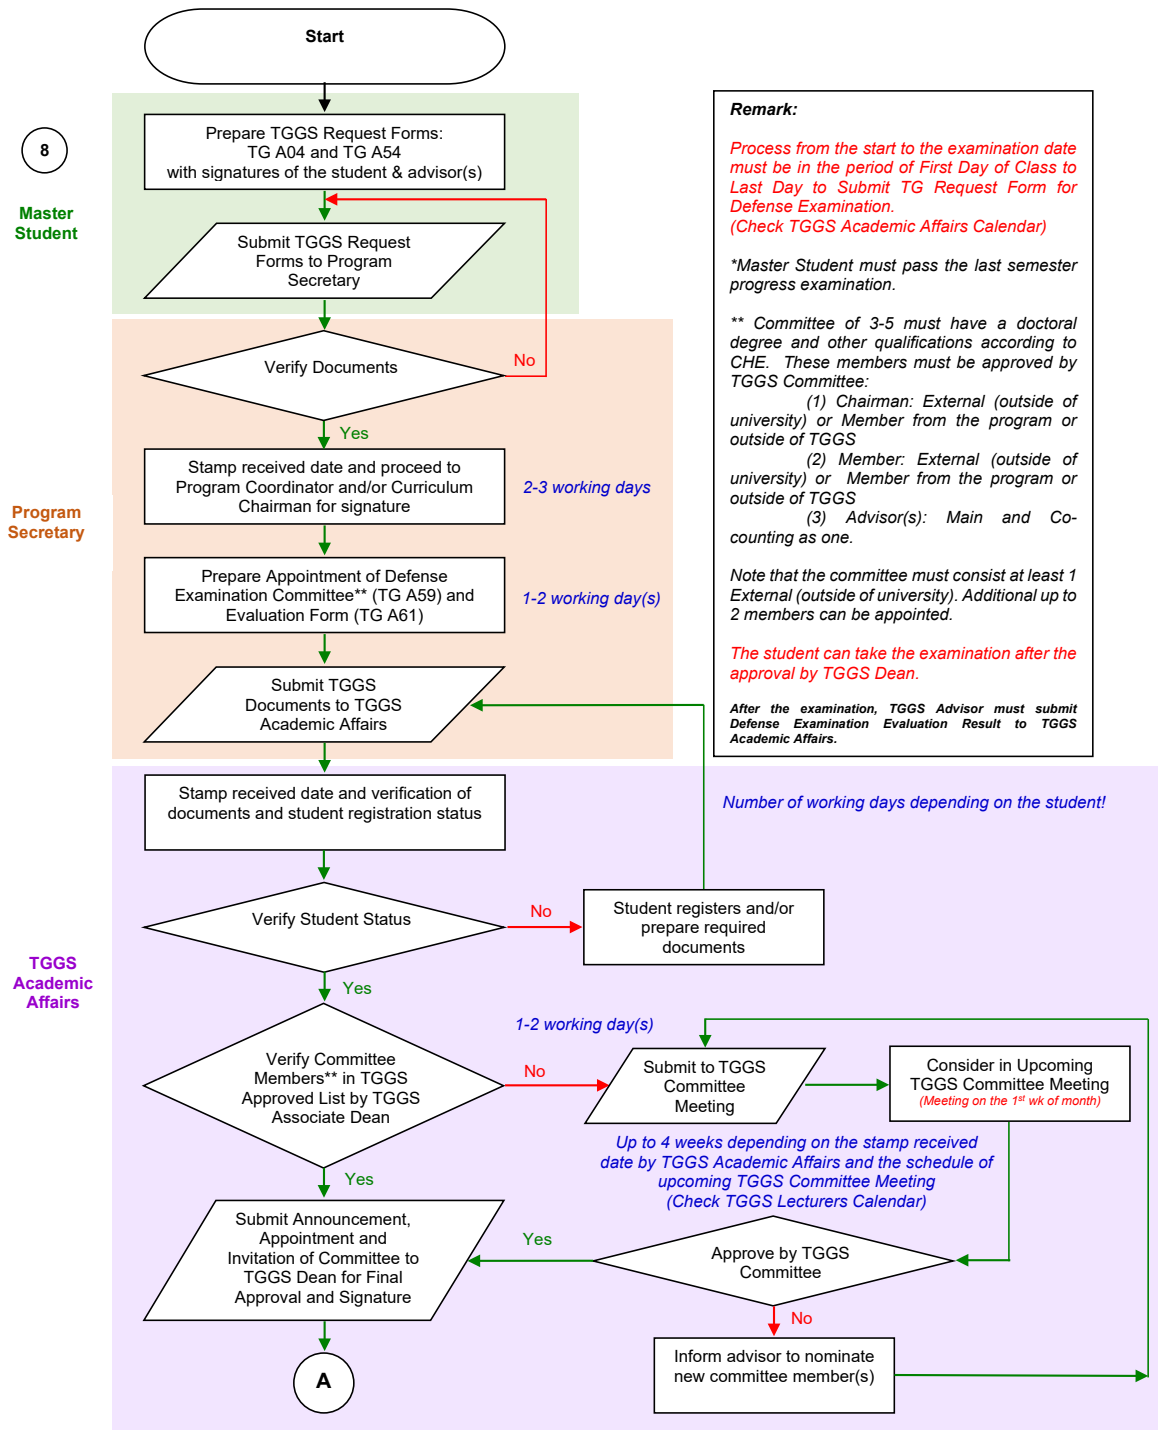 Start
8
Master
Student
Prepare TGGS Request Forms:
TG A04 and TG A54
with signatures of the student & advisor(s)
Submit TGGS Request
Forms to Program
Secretary
Verify Documents
No
Yes
Program
Secretary
Stamp received date and proceed to
Program Coordinator and/or Curriculum
Chairman for signature
2-3 working days
Prepare Appointment of Defense
Examination Committee** (TG A59) and
Evaluation Form (TG A61)
1-2 working day(s)
Submit TGGS
Documents to TGGS
Academic Affairs
Remark:
Process from the start to the examination date
must be in the period of First Day of Class to
Last Day to Submit TG Request Form for
Defense Examination.
(Check TGGS Academic Affairs Calendar)
*Master Student must pass the last semester
progress examination.
** Committee of 3-5 must have a doctoral
degree and other qualifications according to
CHE. These members must be approved by
TGGS Committee:
(1) Chairman: External (outside of
university) or Member from the program or
outside of TGGS
(2) Member: External (outside of
university) or Member from the program or
outside of TGGS
(3) Advisor(s): Main and Co-
counting as one.
Note that the committee must consist at least 1
External (outside of university). Additional up to
2 members can be appointed.
The student can take the examination after the
approval by TGGS Dean.
After the examination, TGGS Advisor must submit
Defense Examination Evaluation Result to TGGS
Academic Affairs.
TGGS
Academic
Affairs
Stamp received date and verification of
documents and student registration status
Number of working days depending on the student!
Verify Student Status
No
Student registers and/or
prepare required
documents
Yes
1-2 working day(s)
Verify Committee
Members** in TGGS
Approved List by TGGS
Associate Dean
No
Submit to TGGS
Committee
Meeting
Consider in Upcoming
TGGS Committee Meeting
(Meeting on the 1st wk of month)
Up to 4 weeks depending on the stamp received
date by TGGS Academic Affairs and the schedule of
upcoming TGGS Committee Meeting
(Check TGGS Lecturers Calendar)
Yes
Submit Announcement,
Appointment and
Invitation of Committee to
TGGS Dean for Final
Approval and Signature
Yes
Approve by TGGS
Committee
No
Inform advisor to nominate
new committee member(s)
A